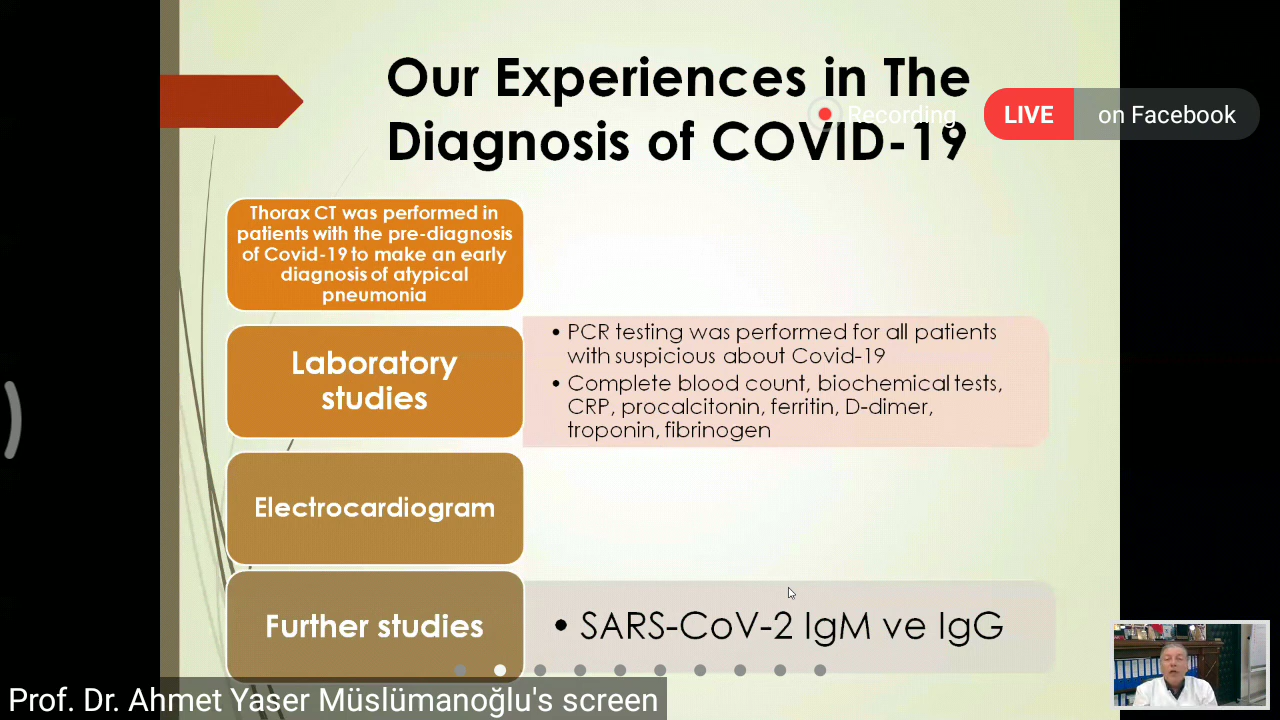 Our Experiences in The
Diagnosis of COVID-19
Recording
LIVE
on Facebook
Thorax CT was performed in
patients with the pre-diagnosis
of Covid-19 to make an early
diagnosis of atypical
pneumonia
Laboratory
studies
• PCR testing was performed for all patients
with suspicious about Covid-19
• Complete blood count, biochemical tests,
CRP, procalcitonin, ferritin, D-dimer,
troponin, fibrinogen
Electrocardiogram
Further studies
• SARS-CoV-2 IgM ve IgG
Prof. Dr. Ahmet Yaser Müslümanoğlu's screen